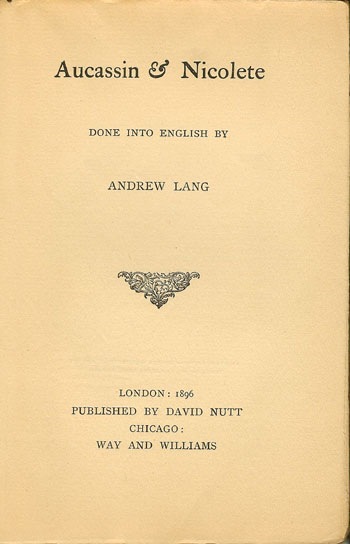 Aucassin & Nicolete
DONE INTO ENGLISH BY
ANDREW LANG
LONDON: 1896
PUBLISHED BY DAVID NUTT
CHICAGO:
WAY AND WILLIAMS